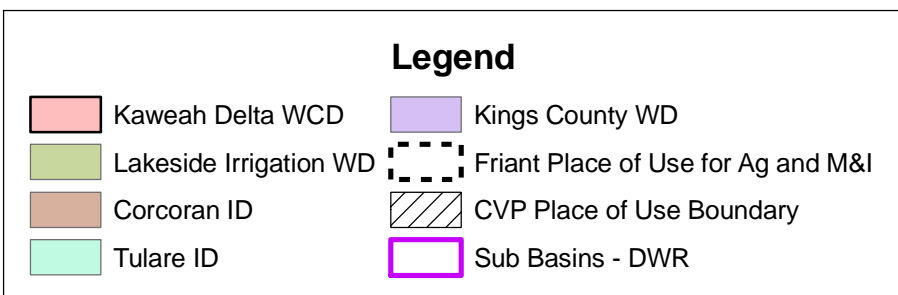 Legend
Kaweah Delta WCD
Lakeside Irrigation WD
Corcoran ID
Tulare ID
Kings County WD
Friant Place of Use for Ag and M&I
CVP Place of Use Boundary
Sub Basins - DWR